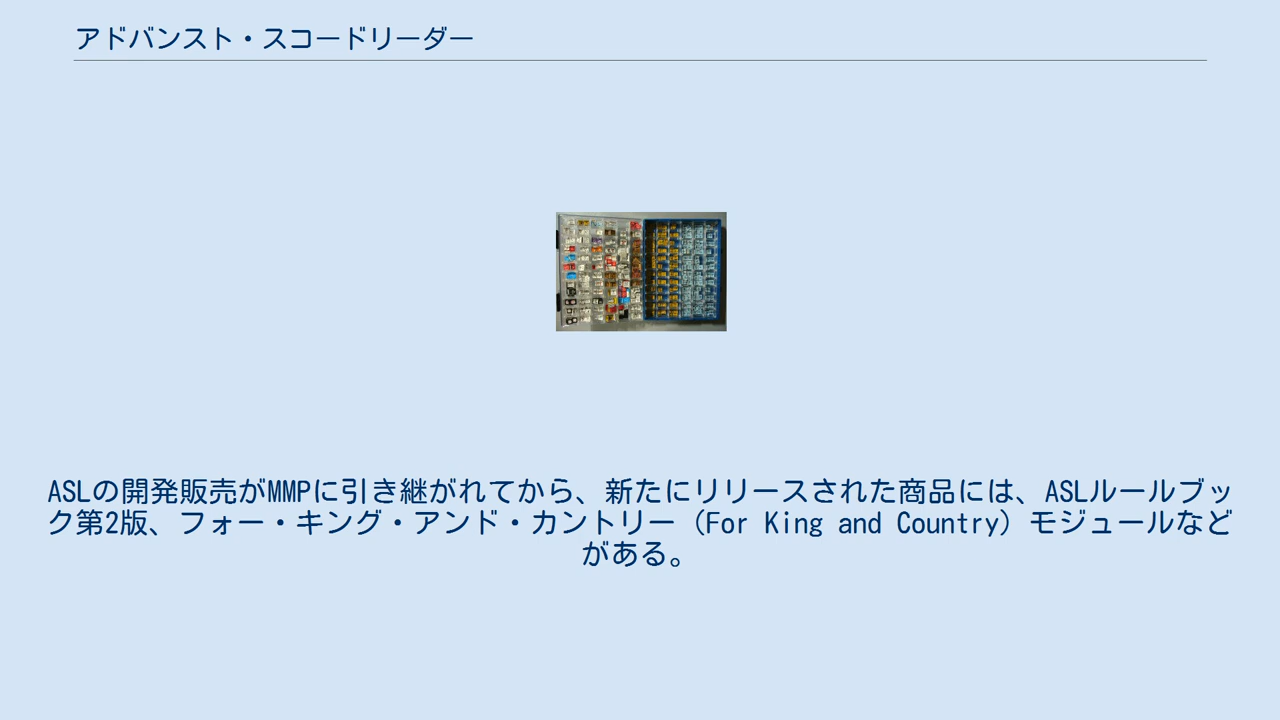 アドバンスト・スコードリーダー
ASLの開発販売がMMPに引き継がれてから、新たにリリースされた商品には、ASLルールブッ
ク第2版、フォー・キング・アンド・カントリー（For King and Country）モジュールなど
がある。